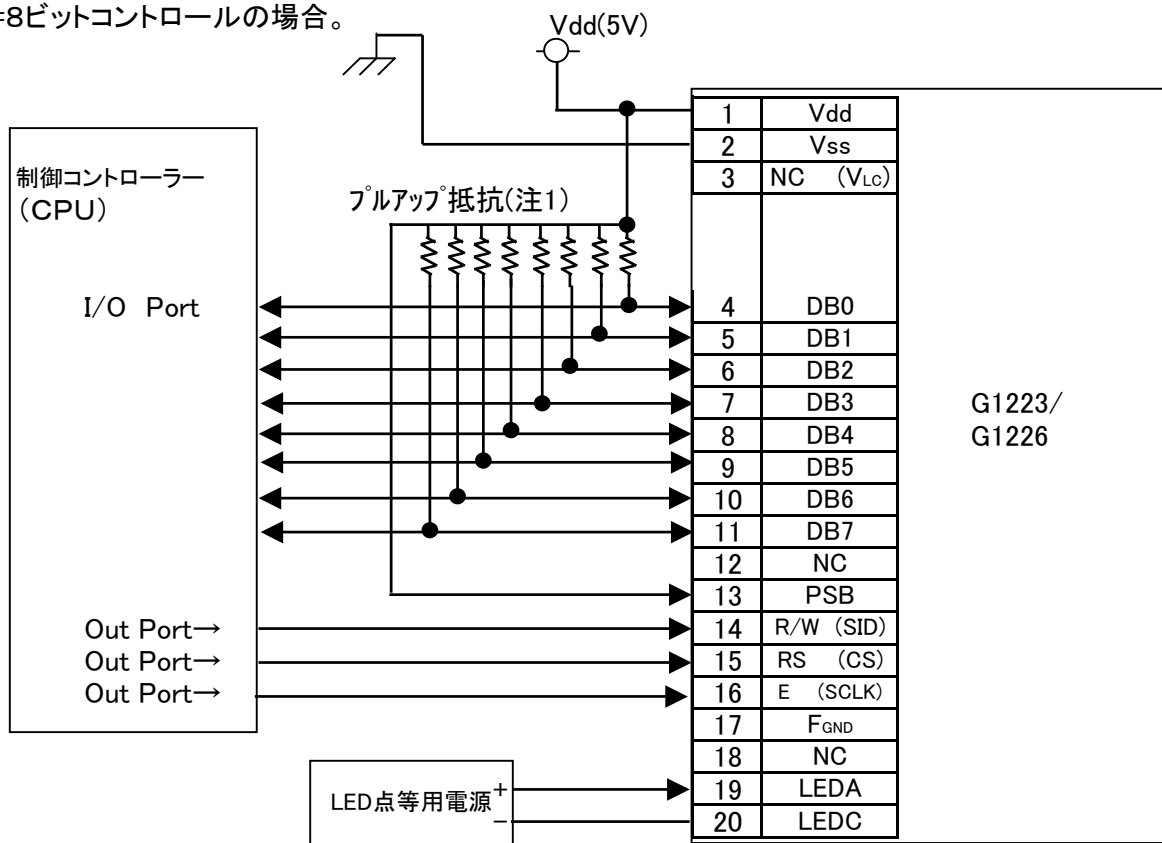 #8ビットコントロールの場合。
Vdd(5V)
制御コントローラー
(CPU)
プルアップ抵抗(注1)
I/O Port
Out Port→
Out Port→
Out Port→
LED点等用電源
+
−
1 Vdd
2 Vss
3 NC (VLC)
4 DB0
5 DB1
6 DB2
7 DB3
8 DB4
9 DB5
10 DB6
11 DB7
12 NC
13 PSB
14 R/W (SID)
15 RS (CS)
16 E (SCLK)
17 FGND
18 NC
19 LEDA
20 LEDC
G1223/
G1226